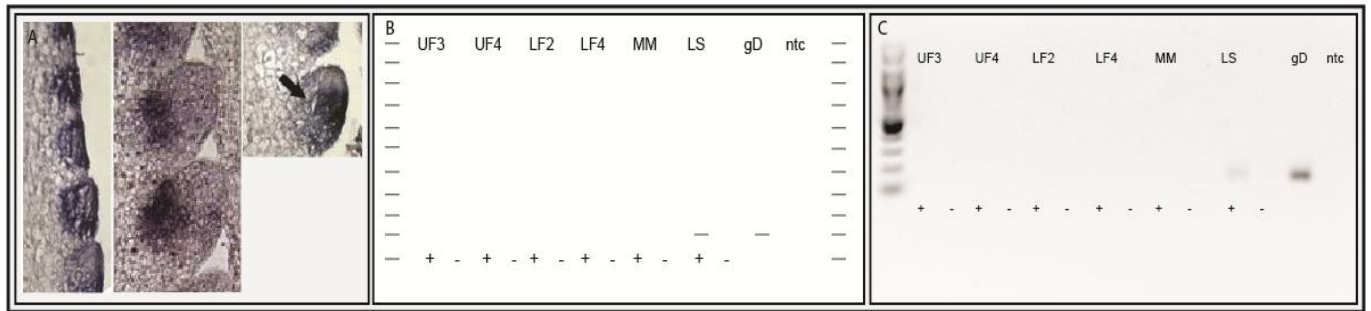 A
B
UF3 UF4 LF2 LF4 MM LS gD ntc
+ - + - + - + - + - + -
C
UF3 UF4 LF2 LF4 MM LS gD ntc
+ - + - + - + - + - + -